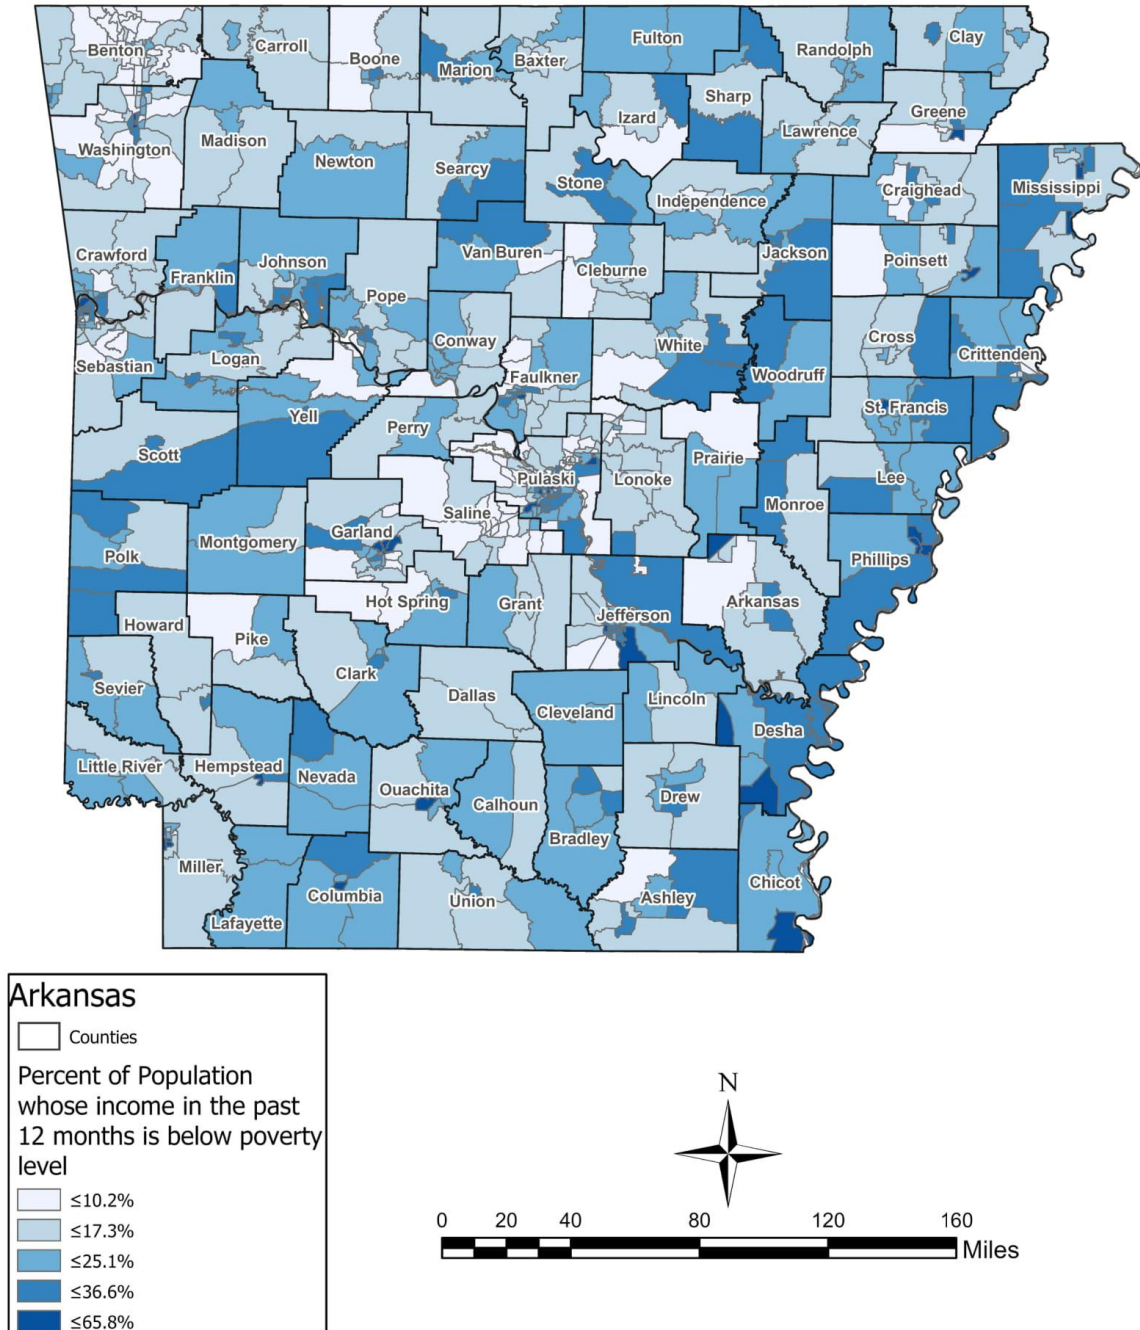 Benton
Carroll
Boone
Marion
Baxter
Fulton
Randolph
Clay
Izard
Sharp
Greene
Washington
Madison
Newton
Searcy
Stone
Lawrence
Independence
Craighead
Mississippi
Crawford
Franklin
Johnson
Pope
Van Buren
Cleburne
Jackson
Poinsett
Sebastian
Logan
Conway
Faulkner
White
Woodruff
Cross
Crittenden
Scott
Yell
Perry
Pulaski
Lonoke
Prairie
St. Francis
Lee
Polk
Montgomery
Garland
Saline
Monroe
Phillips
Hot Spring
Grant
Jefferson
Arkansas
Howard
Pike
Clark
Dallas
Cleveland
Lincoln
Desha
Sevier
Little River
Hempstead
Nevada
Ouachita
Calhoun
Bradley
Drew
Miller
Lafayette
Columbia
Union
Ashley
Chicot
Arkansas
Counties
Percent of Population
whose income in the past
12 months is below poverty
level
≤10.2%
≤17.3%
≤25.1%
≤36.6%
≤65.8%
N
0 20 40 80 120 160
Miles